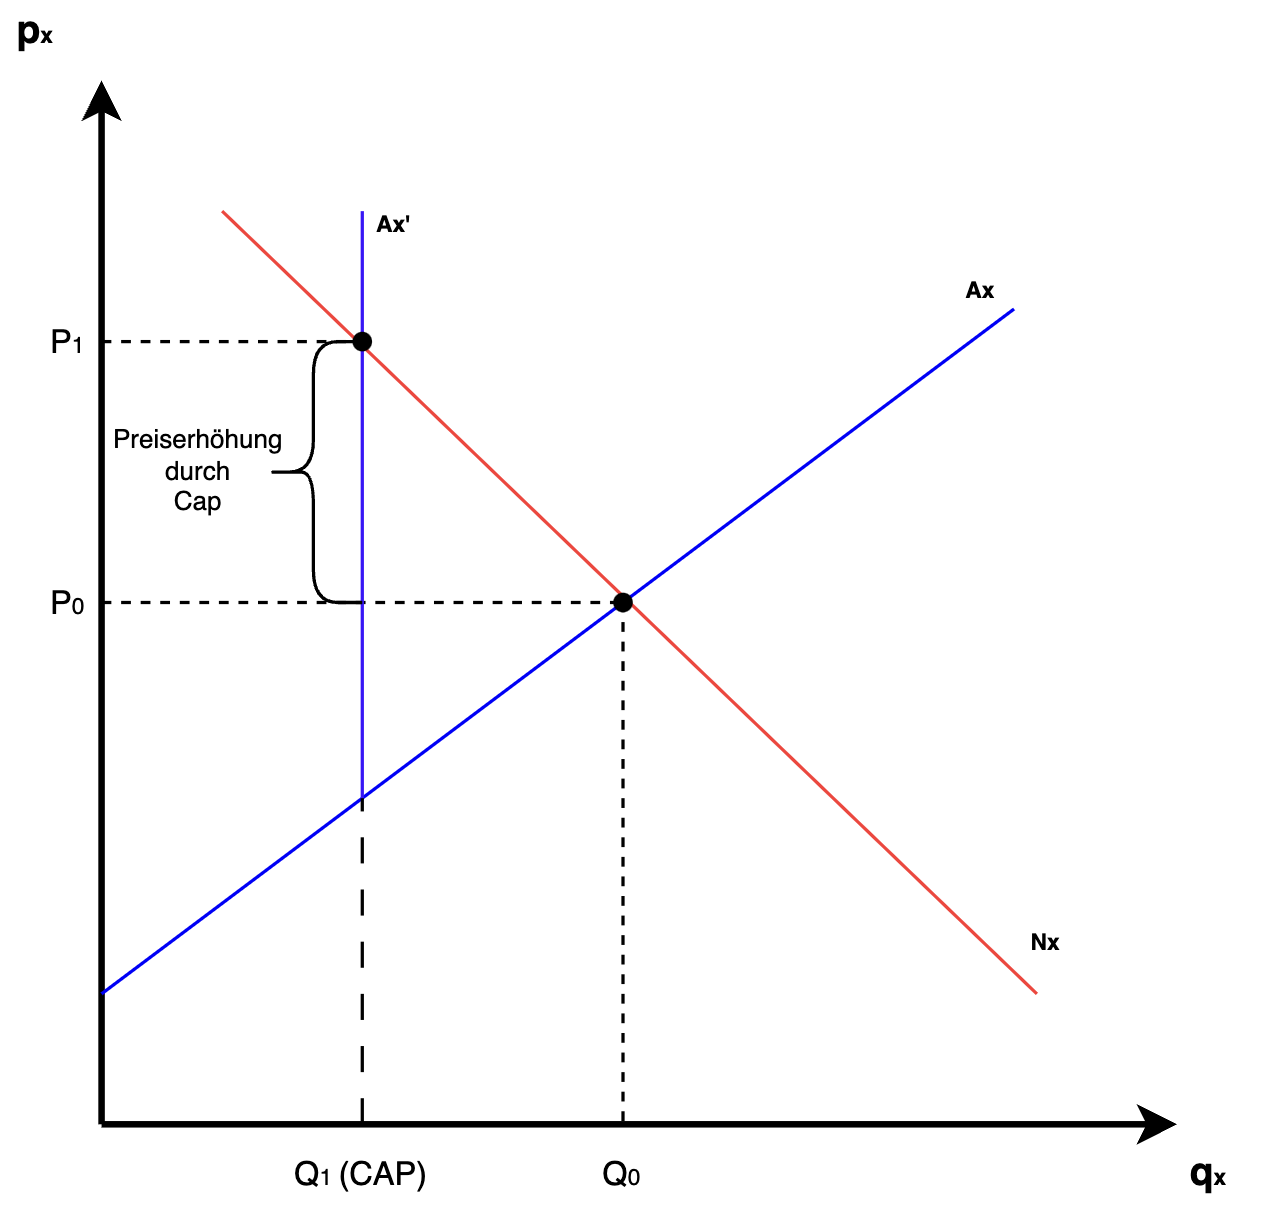 px
Ax'
Ax
P1
Preiserhöhung
durch
Cap
P0
Nx
Q1 (CAP)
Q0
qx